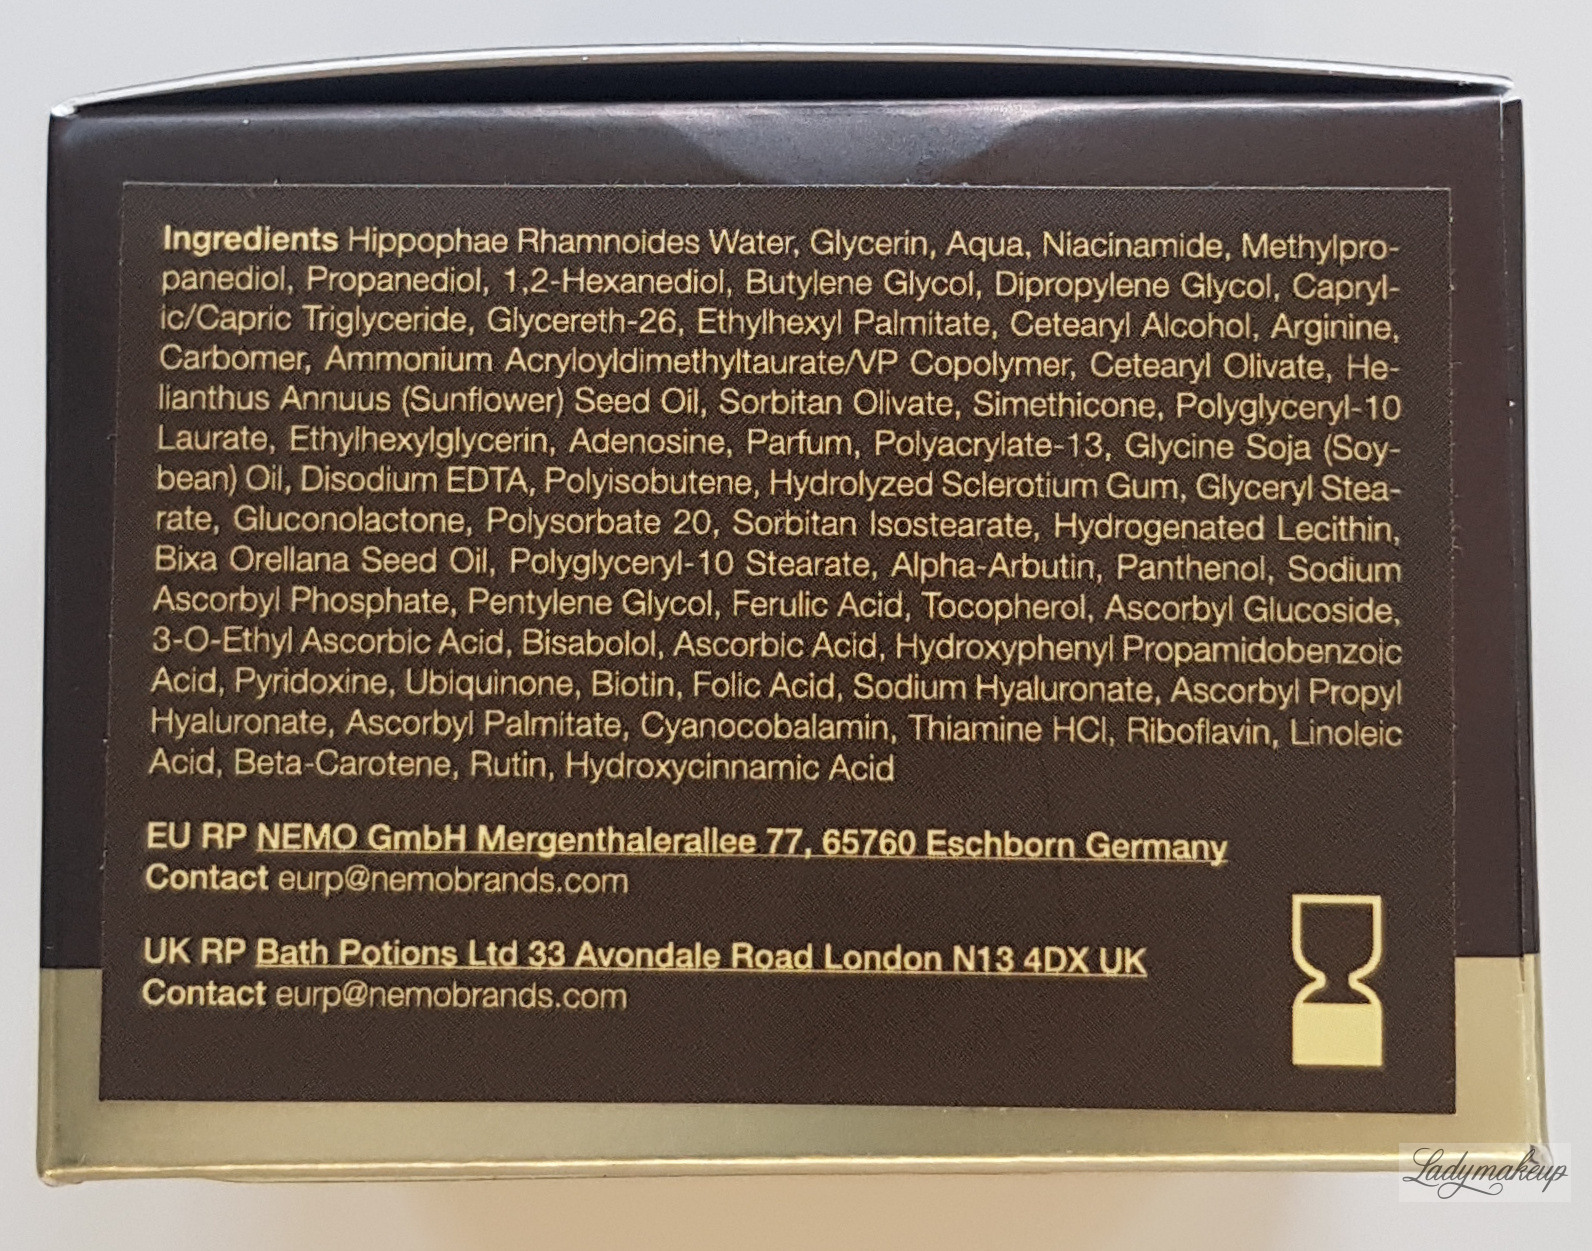 Ingredients Hippophae Rhamnoides Water, Glycerin, Aqua, Niacinamide, Methylpro-
panediol, Propanediol, 1,2-Hexanediol, Butylene Glycol, Dipropylene Glycol, Capryl-
ic/Capric Triglyceride, Glycereth-26, Ethylhexyl Palmitate, Cetearyl Alcohol, Arginine,
Carbomer, Ammonium Acryloyldimethyltaurate/VP Copolymer, Cetearyl Olivate, He-
lianthus Annuus (Sunflower) Seed Oil, Sorbitan Olivate, Simethicone, Polyglyceryl-10
Laurate, Ethylhexylglycerin, Adenosine, Parfum, Polyacrylate-13, Glycine Soja (Soy-
bean) Oil, Disodium EDTA, Polyisobutene, Hydrolyzed Sclerotium Gum, Glyceryl Stea-
rate, Gluconolactone, Polysorbate 20, Sorbitan Isostearate, Hydrogenated Lecithin,
Bixa Orellana Seed Oil, Polyglyceryl-10 Stearate, Alpha-Arbutin, Panthenol, Sodium
Ascorbyl Phosphate, Pentylene Glycol, Ferulic Acid, Tocopherol, Ascorbyl Glucoside,
3-O-Ethyl Ascorbic Acid, Bisabolol, Ascorbic Acid, Hydroxyphenyl Propamidobenzoic
Acid, Pyridoxine, Ubiquinone, Biotin, Folic Acid, Sodium Hyaluronate, Ascorbyl Propyl
Hyaluronate, Ascorbyl Palmitate, Cyanocobalamin, Thiamine HCl, Riboflavin, Linoleic
Acid, Beta-Carotene, Rutin, Hydroxycinnamic Acid
EU RP NEMO GmbH Mergenthalerallee 77, 65760 Eschborn Germany
Contact eurp@nemobrands.com
UK RP Bath Potions Ltd 33 Avondale Road London N13 4DX UK
Contact eurp@nemobrands.com
Ladymakeup